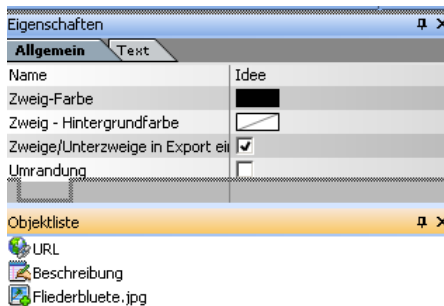 Eigenschaften
Allgemein Text
Name Idee
Zweig-Farbe
Zweig - Hintergrundfarbe
Zweige/Unterzweige in Export ei
Umrandung
Objektliste
URL
Beschreibung
Fliederbluete.jpg